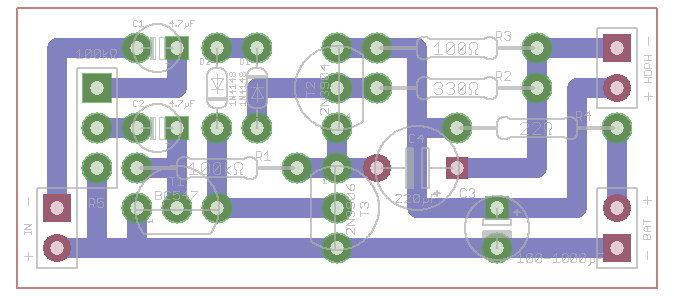 C1
4.7µF
100kΩ
D2
D1
1N4148
1N4148
T2
2N3904
R3
100Ω
R2
330Ω
- HDPH +
C2
4.7µF
R4
22Ω
C4
220µF
+
R1
100kΩ
T1
BC547
R5
2N3906
T3
C3
+
100-1000µF
+ IN -
- BAT +